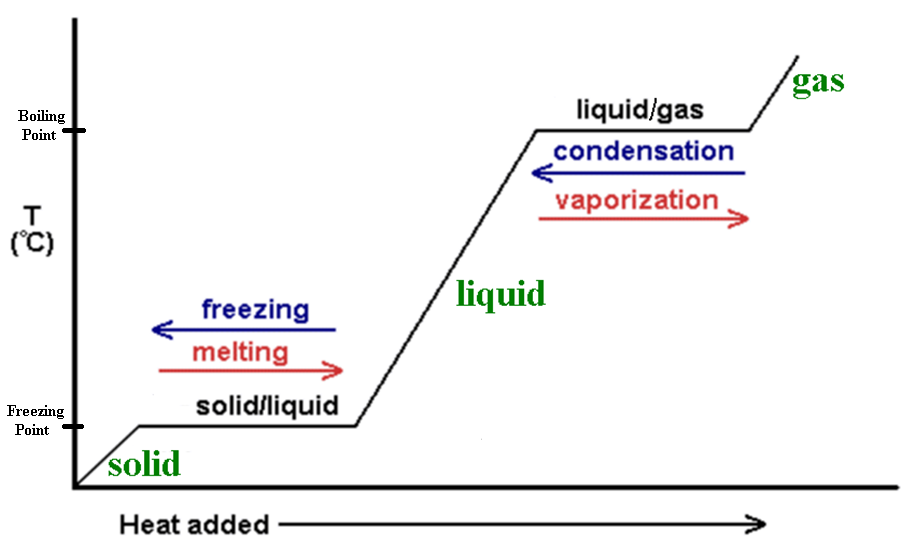 gas
liquid/gas
Boiling
Point
condensation
vaporization
T
(°C)
liquid
freezing
melting
solid/liquid
Freezing
Point
solid
Heat added